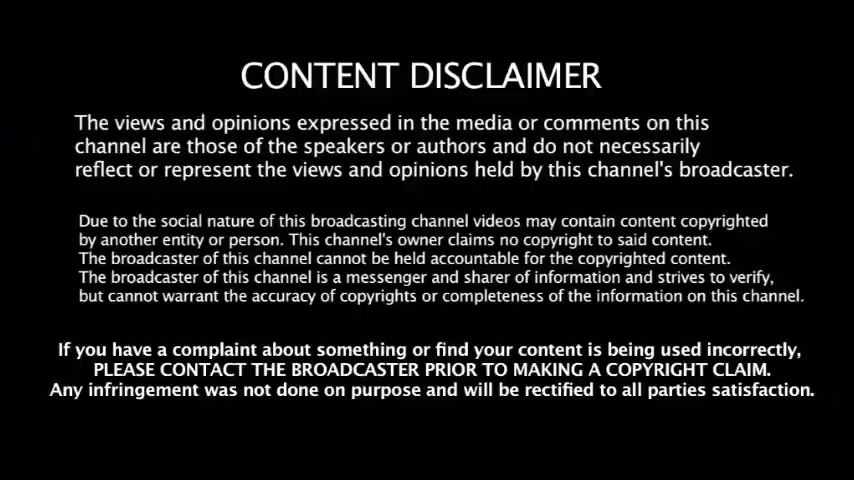 CONTENT DISCLAIMER
The views and opinions expressed in the media or comments on this
channel are those of the speakers or authors and do not necessarily
reflect or represent the views and opinions held by this channel's broadcaster.
Due to the social nature of this broadcasting channel videos may contain content copyrighted
by another entity or person. This channel's owner claims no copyright to said content.
The broadcaster of this channel cannot be held accountable for the copyrighted content.
The broadcaster of this channel is a messenger and sharer of information and strives to verify,
but cannot warrant the accuracy of copyrights or completeness of the information on this channel.
If you have a complaint about something or find your content is being used incorrectly,
PLEASE CONTACT THE BROADCASTER PRIOR TO MAKING A COPYRIGHT CLAIM.
Any infringement was not done on purpose and will be rectified to all parties satisfaction.